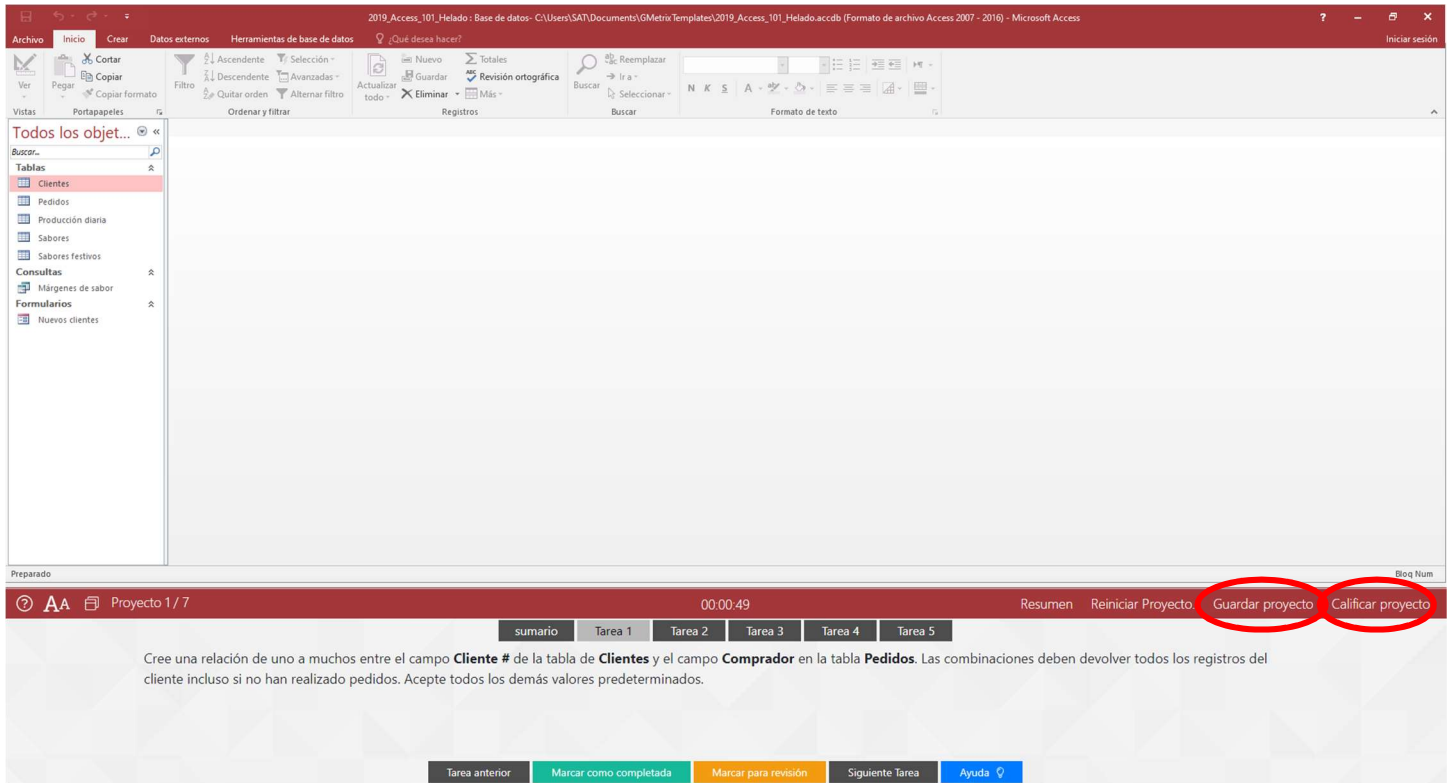 2019_Access_101_Helado : Base de datos- C:\Users\SAT\Documents\GMetrixTemplates\2019_Access_101_Helado.accdb (Formato de archivo Access 2007 - 2016) - Microsoft Access
?
Archivo Inicio Crear Datos externos Herramientas de base de datos ¿Qué desea hacer? Iniciar sesión
Cortar Ascendente Selección Nuevo Totales Reemplazar
Copiar Descendente Avanzadas Guardar Revisión ortográfica Ir a
Ver Pegar Copiar formato Filtro Quitar orden Alternar filtro Actualizar todo Eliminar Más Buscar Seleccionar N K S A
Vistas Portapapeles Ordenar y filtrar Registros Buscar Formato de texto
Todos los objet...
Buscar...
Tablas
Clientes
Pedidos
Producción diaria
Sabores
Sabores festivos
Consultas
Márgenes de sabor
Formularios
Nuevos clientes
Preparado Bloq Num
? AA Proyecto 1 / 7 00:00:49 Resumen Reiniciar Proyecto. Guardar proyecto Calificar proyecto
sumario Tarea 1 Tarea 2 Tarea 3 Tarea 4 Tarea 5
Cree una relación de uno a muchos entre el campo Cliente # de la tabla de Clientes y el campo Comprador en la tabla Pedidos. Las combinaciones deben devolver todos los registros del
cliente incluso si no han realizado pedidos. Acepte todos los demás valores predeterminados.
Tarea anterior Marcar como completada Marcar para revisión Siguiente Tarea Ayuda